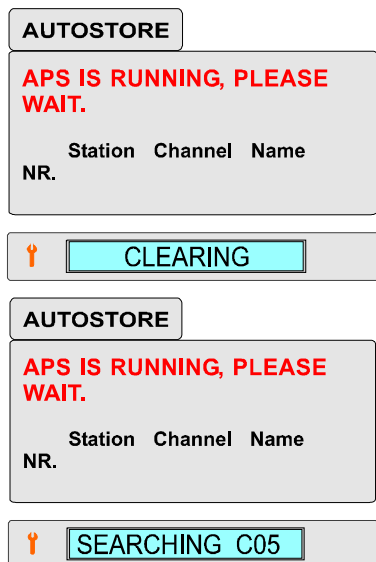 AUTOSTORE
APS IS RUNNING, PLEASE
WAIT.
Station Channel Name
NR.
CLEARING
AUTOSTORE
APS IS RUNNING, PLEASE
WAIT.
Station Channel Name
NR.
SEARCHING C05